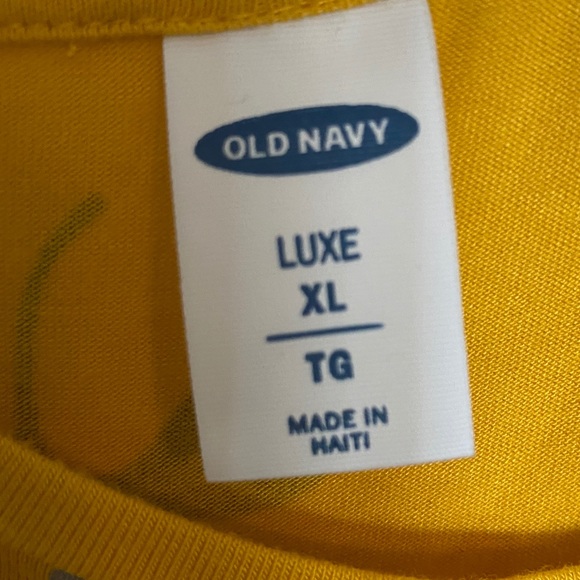 OLD NAVY
LUXE
XL
TG
MADE IN
HAITI